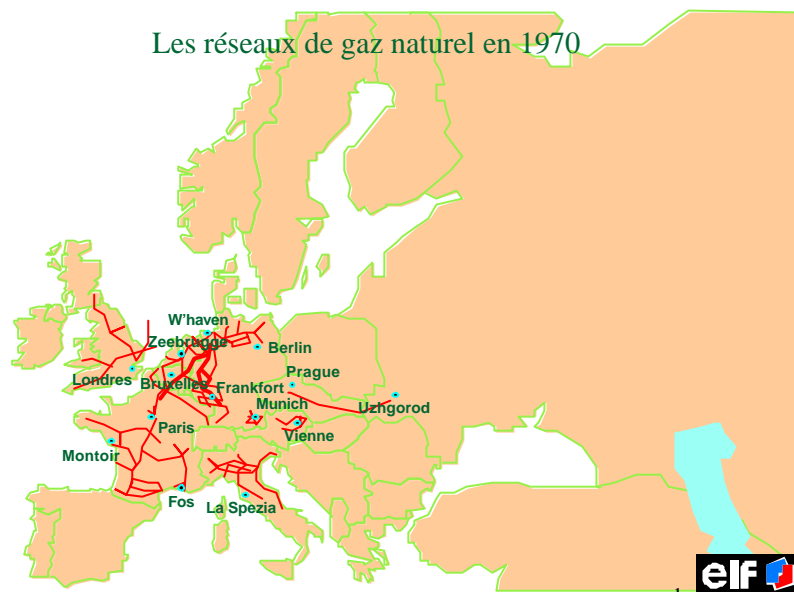 Les réseaux de gaz naturel en 1970
W'haven
Zeebrugge
Berlin
Prague
Londres
Bruxelles
Frankfort
Munich
Uzhgorod
Paris
Vienne
Montoir
Fos
La Spezia
elf